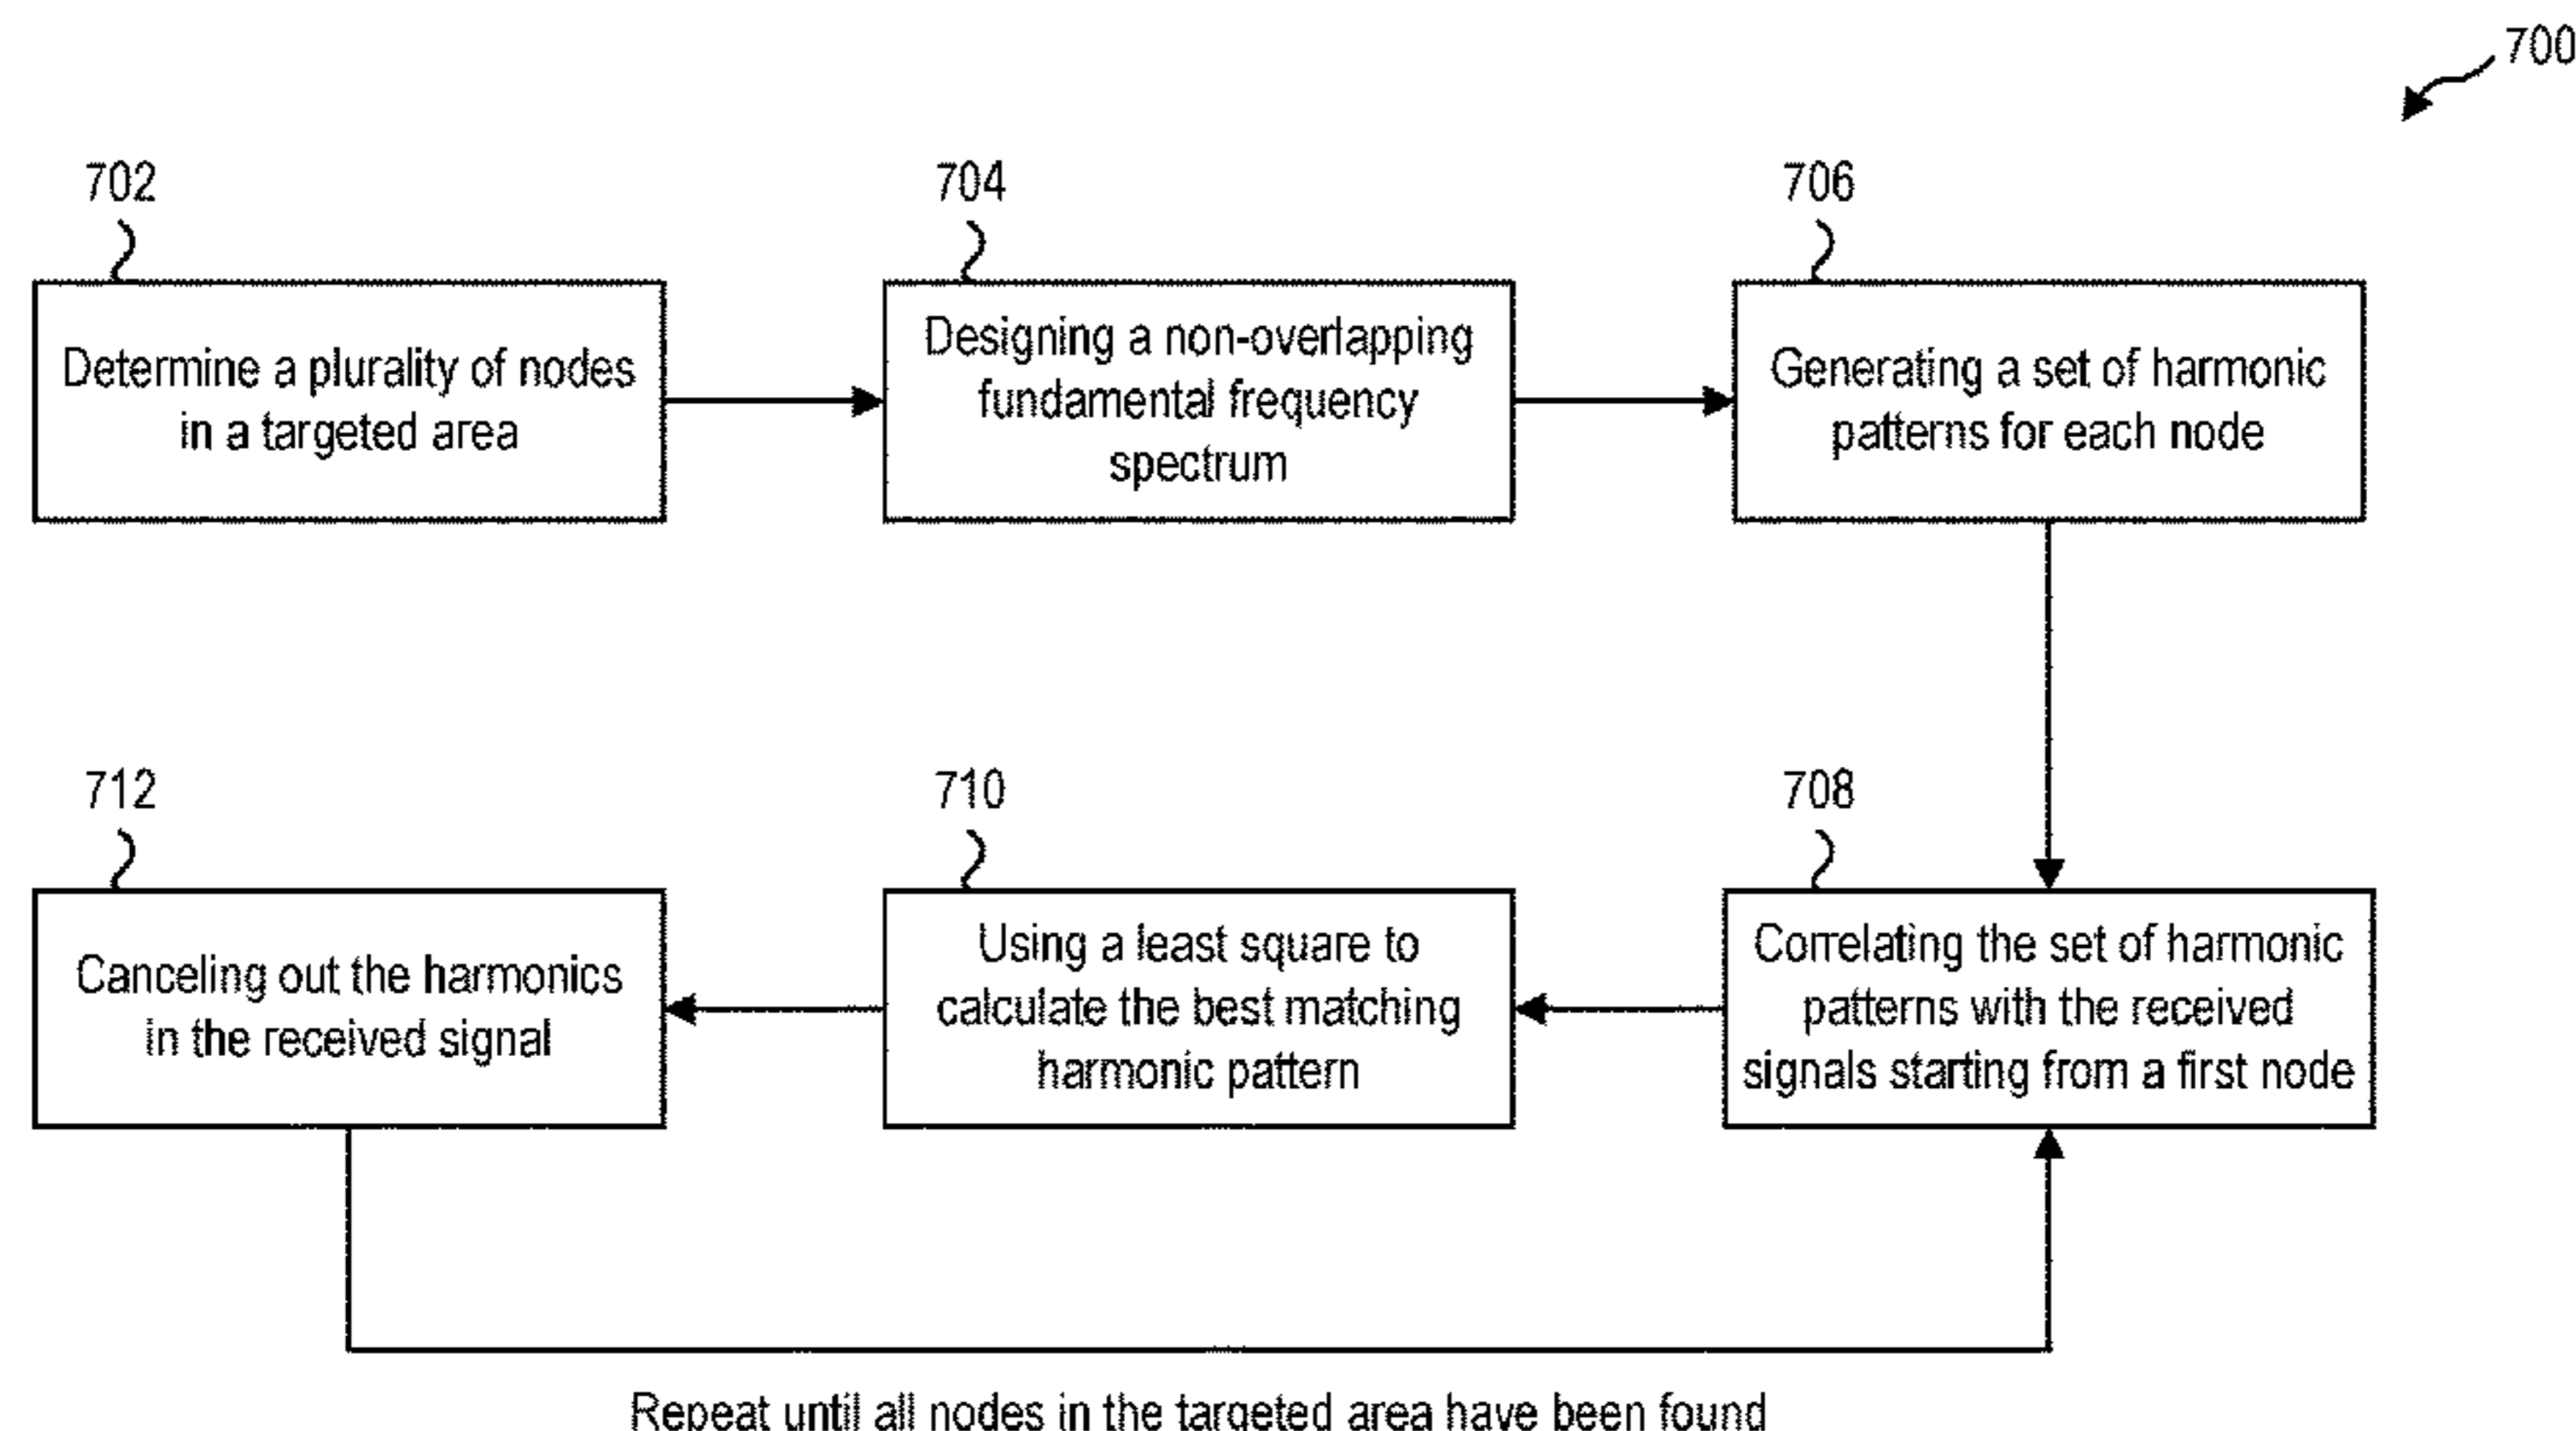 700
702
704
706
Determine a plurality of nodes
in a targeted area
Designing a non-overlapping
fundamental frequency
spectrum
Generating a set of harmonic
patterns for each node
712
710
708
Canceling out the harmonics
in the received signal
Using a least square to
calculate the best matching
harmonic pattern
Correlating the set of harmonic
patterns with the received
signals starting from a first node
Repeat until all nodes in the targeted area have been found